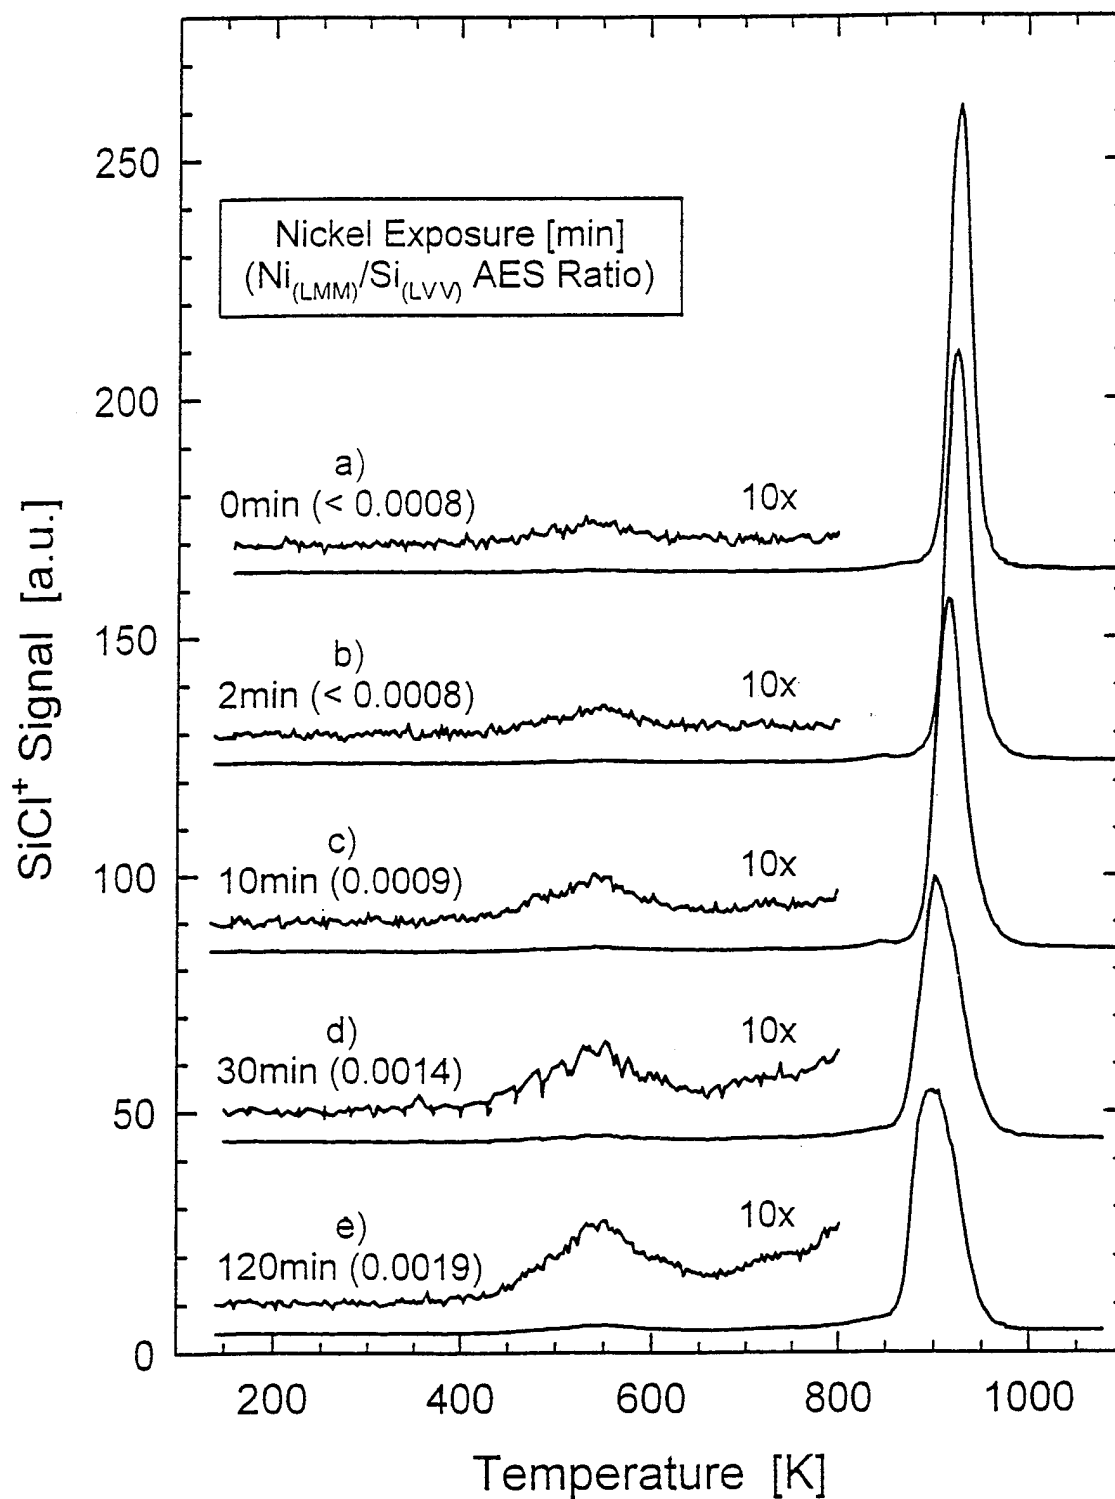 250
200
150
100
50
0
SiCl⁺ Signal [a.u.]
Nickel Exposure [min]
(Ni(LMM)/Si(LVV) AES Ratio)
a)
0min (< 0.0008)
10x
b)
2min (< 0.0008)
10x
c)
10min (0.0009)
10x
d)
30min (0.0014)
10x
e)
120min (0.0019)
10x
200
400
600
800
1000
Temperature [K]